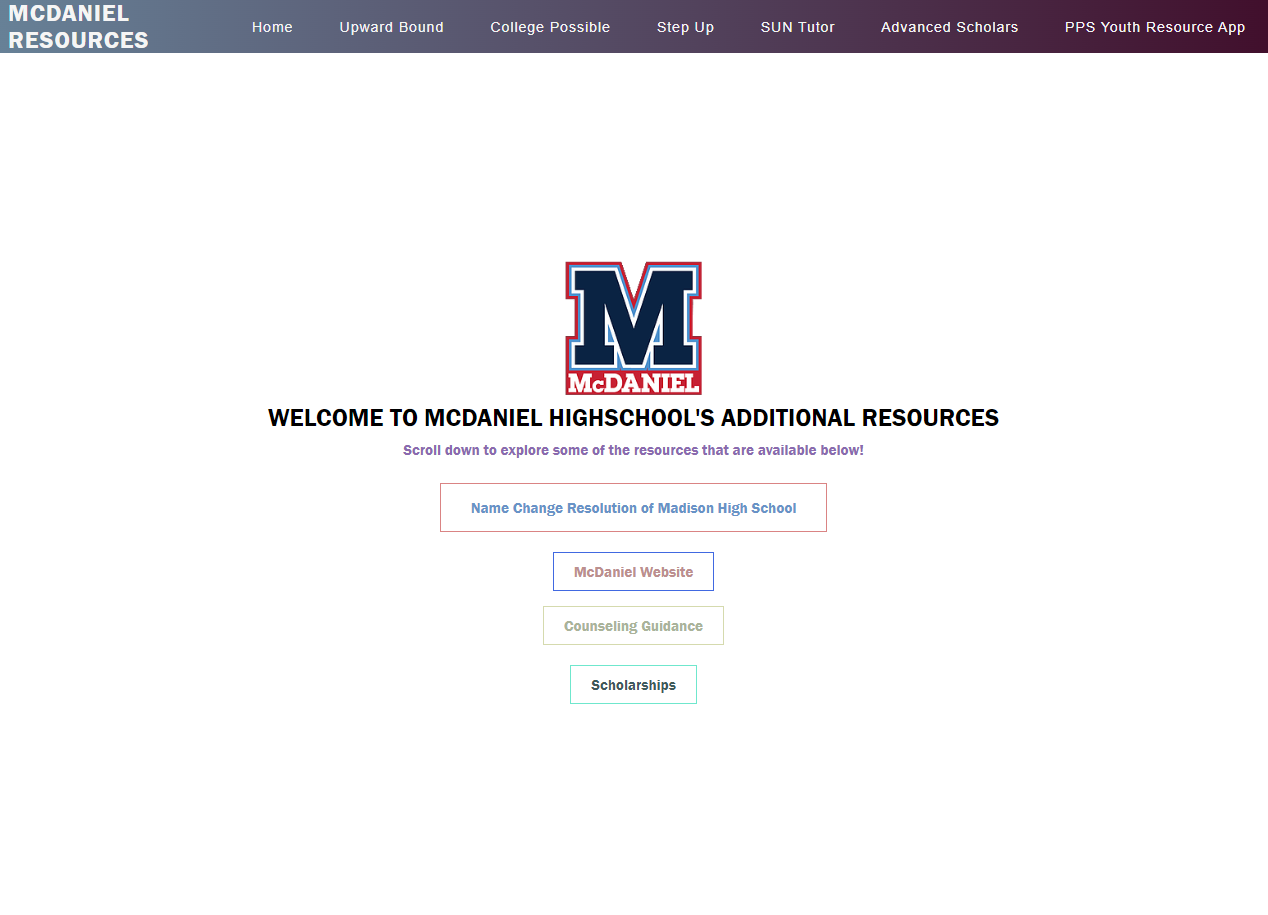 MCDANIEL
RESOURCES
Home Upward Bound College Possible Step Up SUN Tutor Advanced Scholars PPS Youth Resource App
M
McDANIEL
WELCOME TO MCDANIEL HIGHSCHOOL'S ADDITIONAL RESOURCES
Scroll down to explore some of the resources that are available below!
Name Change Resolution of Madison High School
McDaniel Website
Counseling Guidance
Scholarships